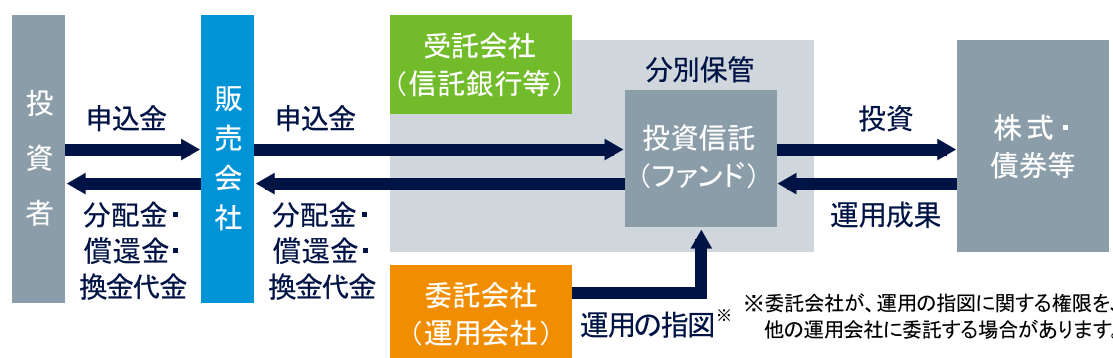 投資者
申込金
分配金・
償還金・
換金代金
販売会社
申込金
分配金・
償還金・
換金代金
受託会社
(信託銀行等)
分別保管
投資信託
(ファンド)
委託会社
(運用会社)
運用の指図※
投資
運用成果
株式・
債券等
※委託会社が、運用の指図に関する権限を、
他の運用会社に委託する場合があります。